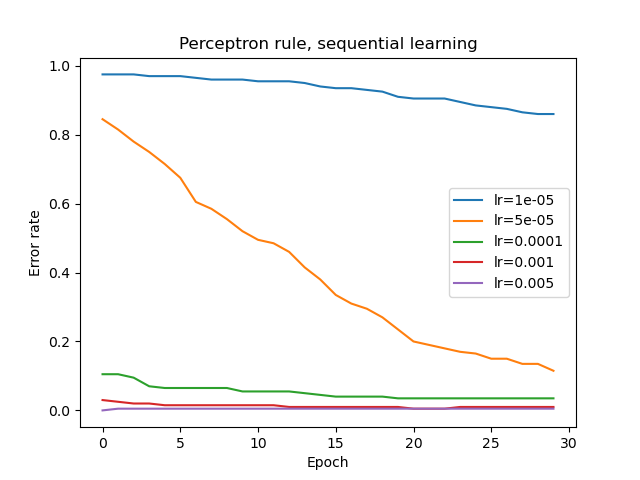 Perceptron rule, sequential learning
1.0
0.8
0.6
0.4
0.2
0.0
Error rate
lr=1e-05
lr=5e-05
lr=0.0001
lr=0.001
lr=0.005
0 5 10 15 20 25 30
Epoch